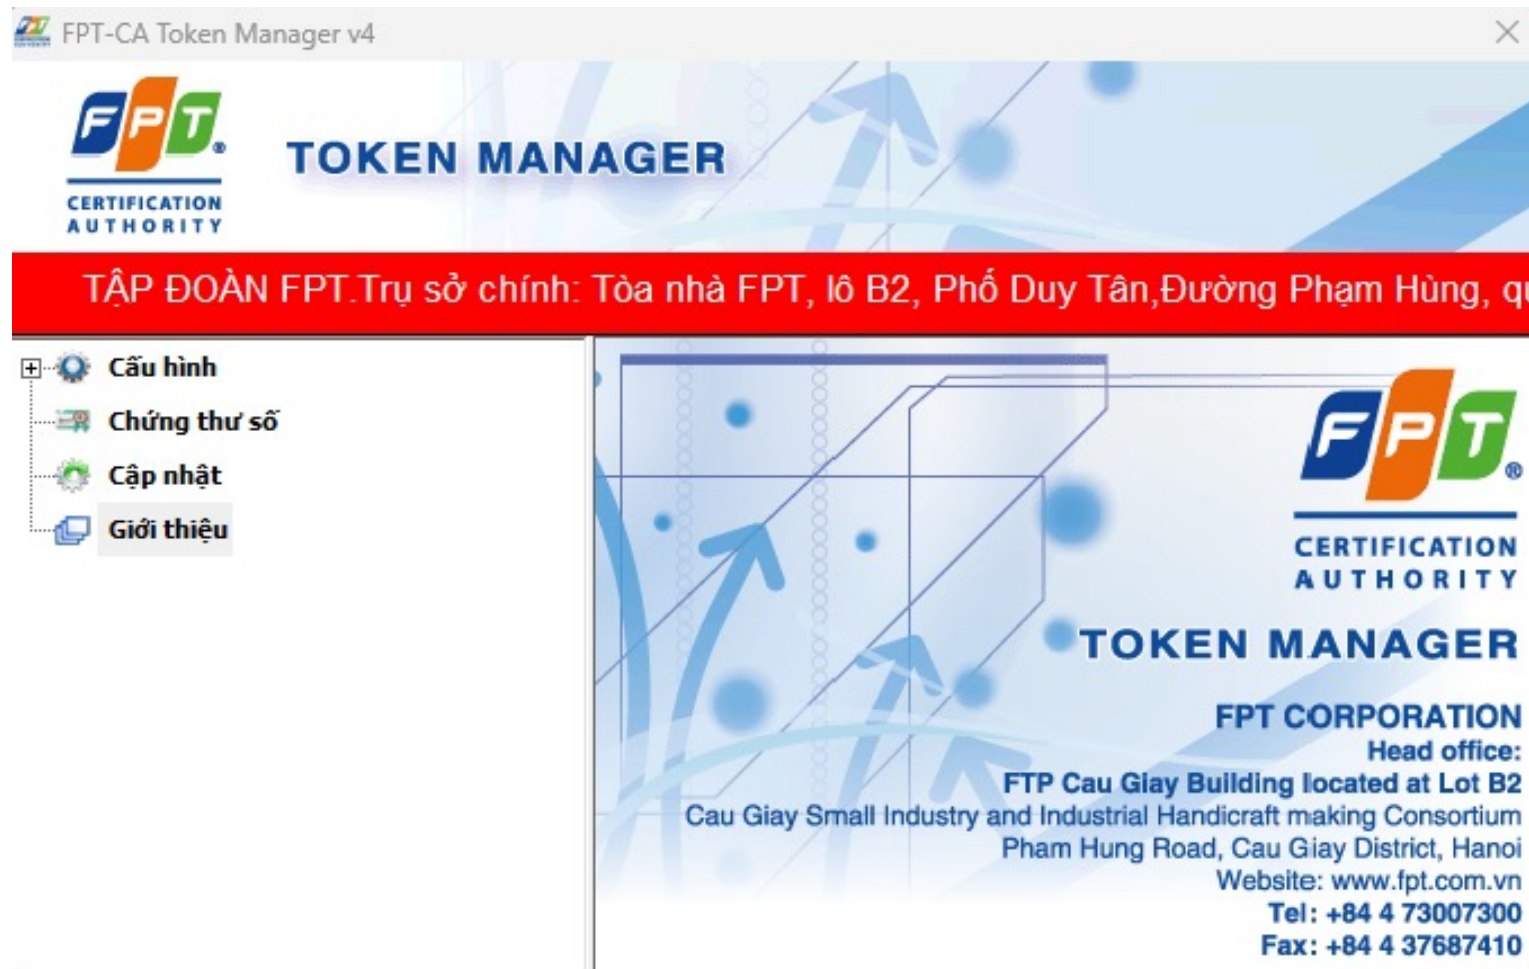 FPT-CA Token Manager v4
FPT®
CERTIFICATION
AUTHORITY
TOKEN MANAGER
TẬP ĐOÀN FPT.Trụ sở chính: Tòa nhà FPT, lô B2, Phố Duy Tân,Đường Phạm Hùng, qu
Cấu hình
Chứng thư số
Cập nhật
Giới thiệu
FPT®
CERTIFICATION
AUTHORITY
TOKEN MANAGER
FPT CORPORATION
Head office:
FTP Cau Giay Building located at Lot B2
Cau Giay Small Industry and Industrial Handicraft making Consortium
Pham Hung Road, Cau Giay District, Hanoi
Website: www.fpt.com.vn
Tel: +84 4 73007300
Fax: +84 4 37687410